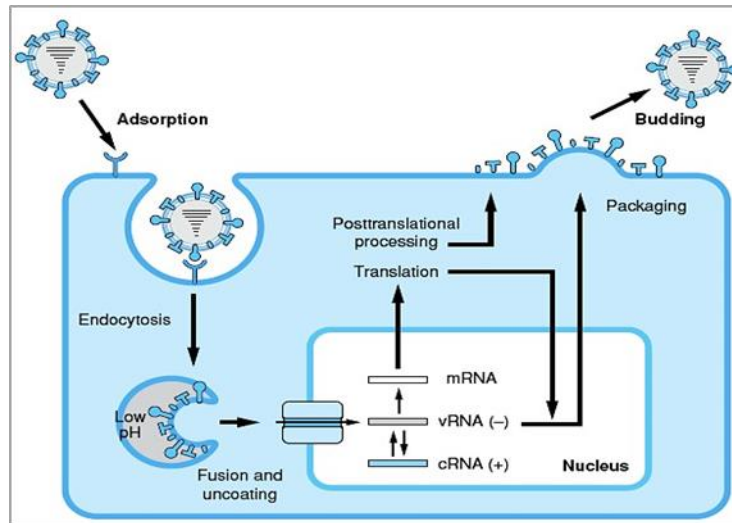 Adsorption
Budding
Packaging
Posttranslational
processing
Translation
Endocytosis
Low
pH
Fusion and
uncoating
mRNA
vRNA (–)
cRNA (+)
Nucleus